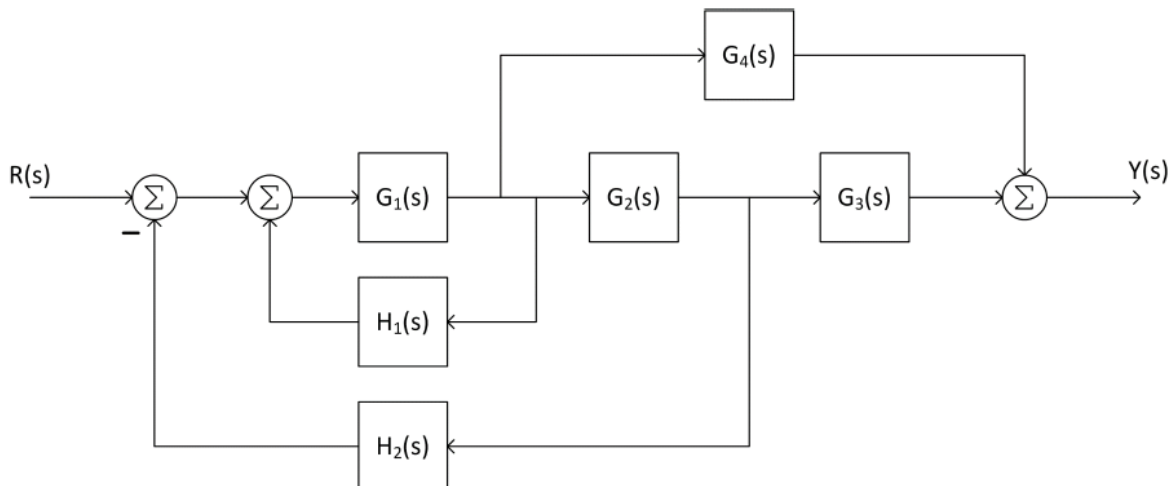 G₄(s)
R(s)
Σ
Σ
G₁(s)
G₂(s)
G₃(s)
Σ
Y(s)
−
H₁(s)
H₂(s)